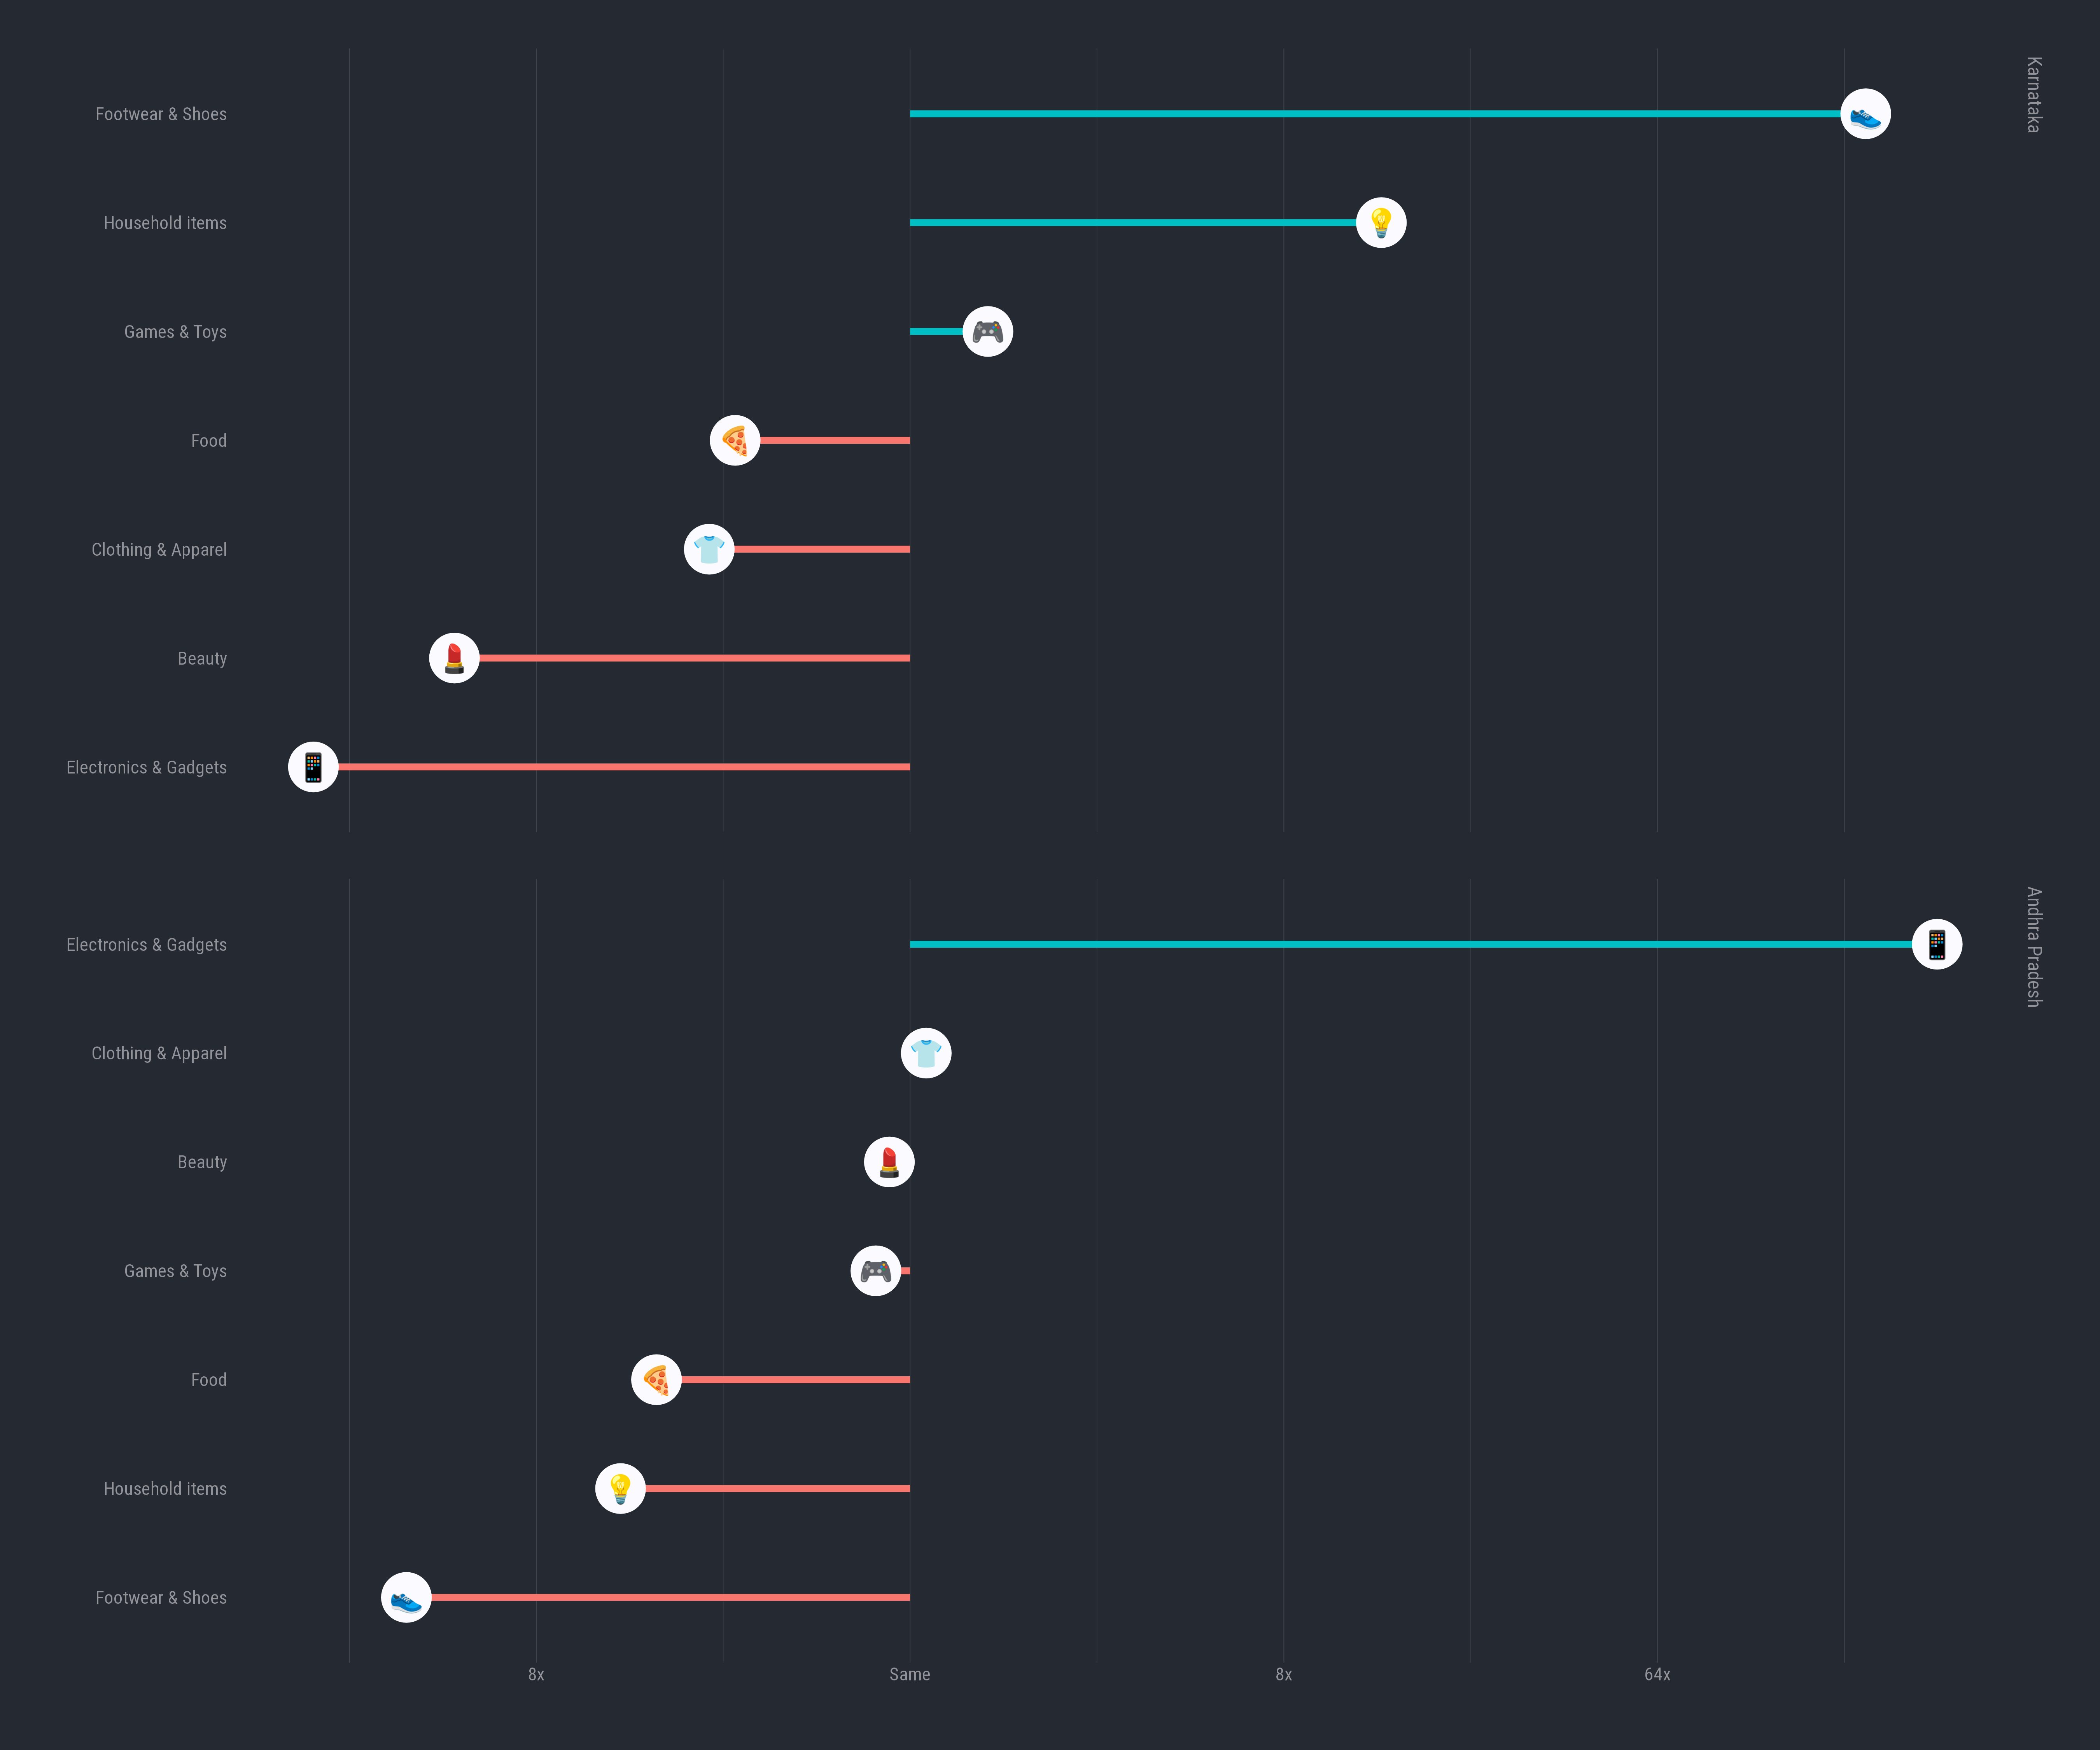 Karnataka
Footwear & Shoes
Household items
Games & Toys
Food
Clothing & Apparel
Beauty
Electronics & Gadgets
Andhra Pradesh
Electronics & Gadgets
Clothing & Apparel
Beauty
Games & Toys
Food
Household items
Footwear & Shoes
8x Same 8x 64x